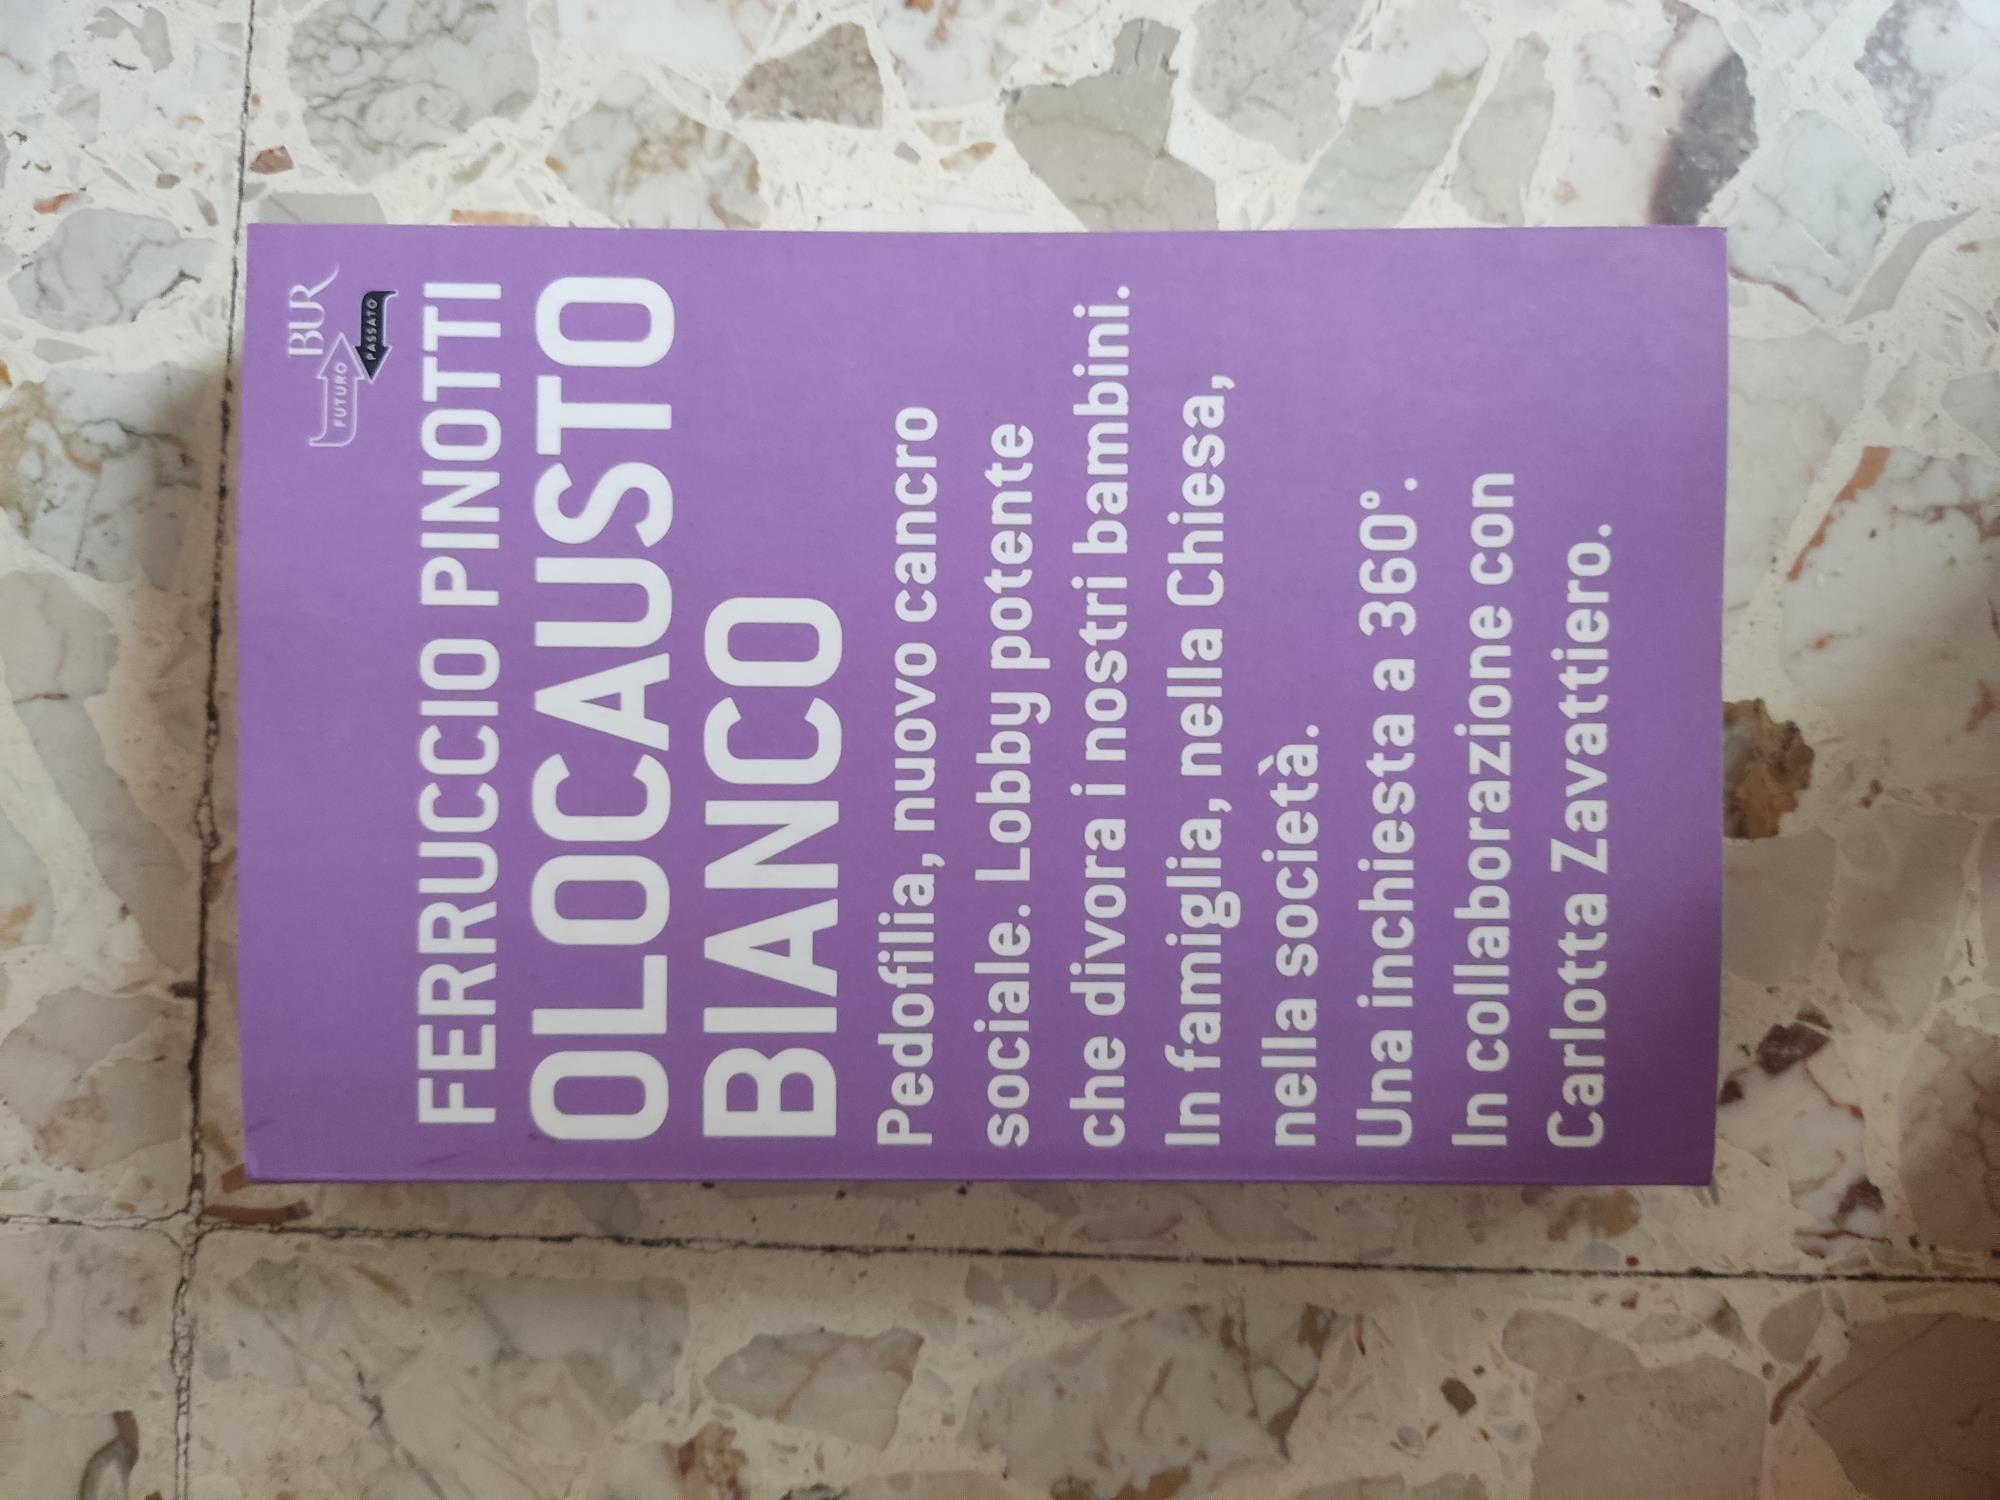 BUR
FUTURO
PASSATO
FERRUCCIO PINOTTI
OLOCAUSTO
BIANCO
Pedofilia, nuovo cancro
sociale. Lobby potente
che divora i nostri bambini.
In famiglia, nella Chiesa,
nella società.
Una inchiesta a 360°.
In collaborazione con
Carlotta Zavattiero.